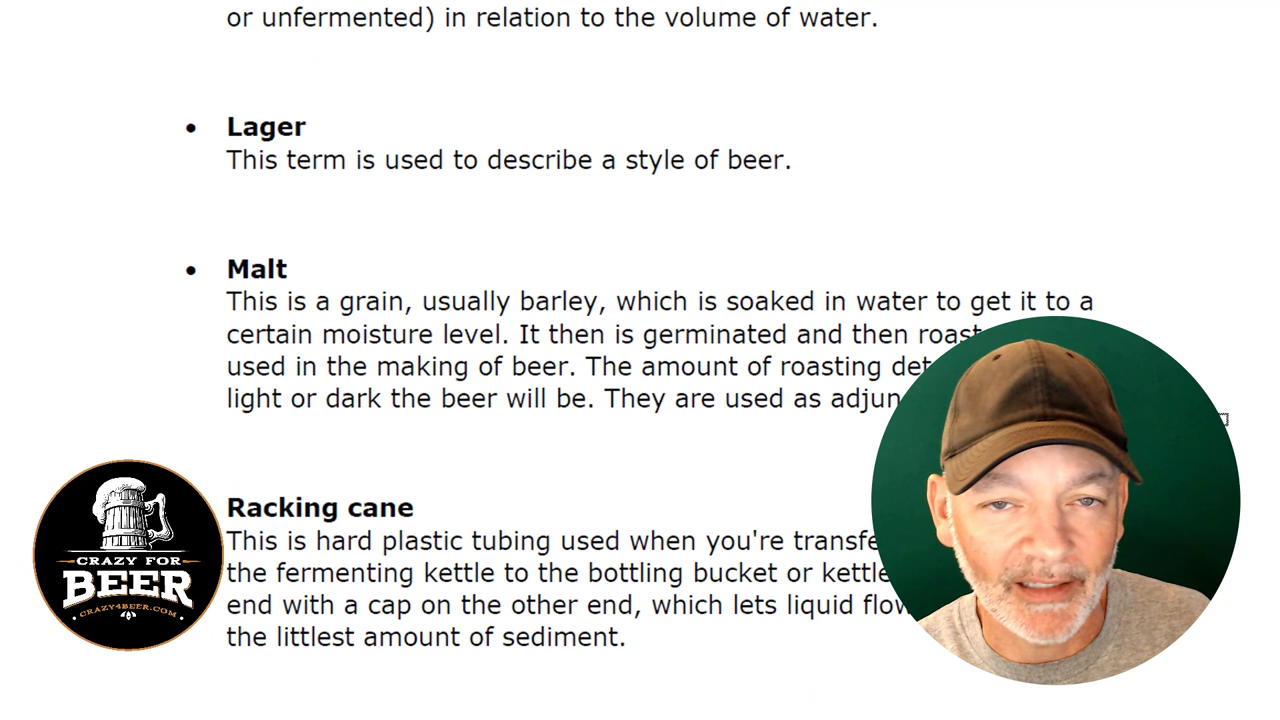 or unfermented) in relation to the volume of water.
• Lager
This term is used to describe a style of beer.
• Malt
This is a grain, usually barley, which is soaked in water to get it to a
certain moisture level. It then is germinated and then
used in the making of beer. The amount of roasting
light or dark the beer will be. They are used as
Racking cane
This is hard plastic tubing used when you're
the fermenting kettle to the bottling bucket or kettle
end with a cap on the other end, which lets liquid
the littlest amount of sediment.
CRAZY FOR
BEER
CRAZY4BEER.COM